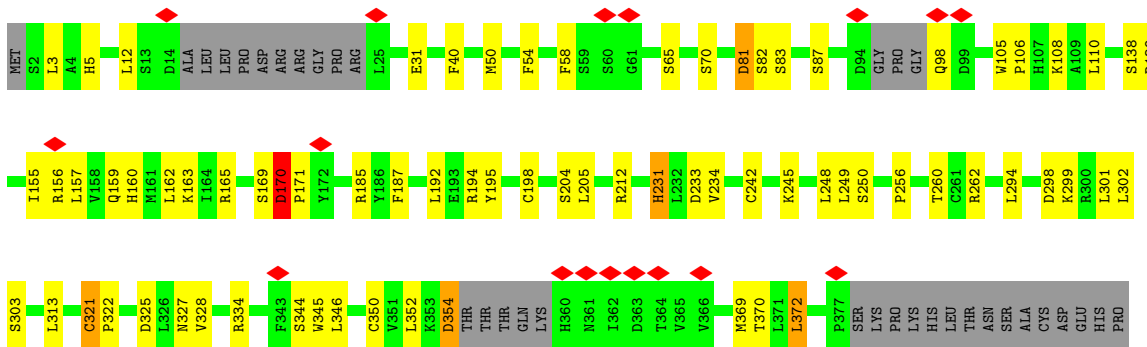 MET S2 L3 A4 H5 L12 S13 D14 ALA LEU LEU PRO ASP ARG ARG GLY PRO ARG L25 E31 F40 M50 F54 F58 S59 S60 G61 S65 S70 D81 S82 S83 S87 D94 GLY PRO GLY Q98 D99 W105 P106 H107 K108 A109 L110 S138
I155 R156 L157 V158 Q159 H160 M161 L162 K163 I164 R165 S169 D170 P171 Y172 R185 Y186 F187 L192 E193 R194 Y195 C198 S204 L205 R212 H231 L232 D233 V234 C242 K245 L248 L249 S250 P256 T260 C261 R262 L294 D298 K299 R300 L301 L302
S303 L313 C321 P322 D325 L326 N327 V328 R334 F343 S344 W345 L346 C350 V351 L352 K353 D354 THR THR THR GLN LYS H360 N361 I362 D363 T364 V365 V366 M369 T370 L371 L372 P377 SER LYS PRO LYS HIS LEU THR ASN SER ALA CYS ASP GLU HIS PRO